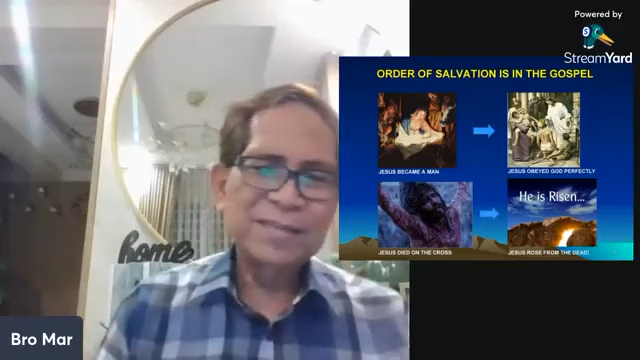 Powered by
StreamYard
ORDER OF SALVATION IS IN THE GOSPEL
JESUS BECAME A MAN
JESUS OBEYED GOD PERFECTLY
He is Risen...
JESUS DIED ON THE CROSS
JESUS ROSE FROM THE DEAD!
home
Bro Mar